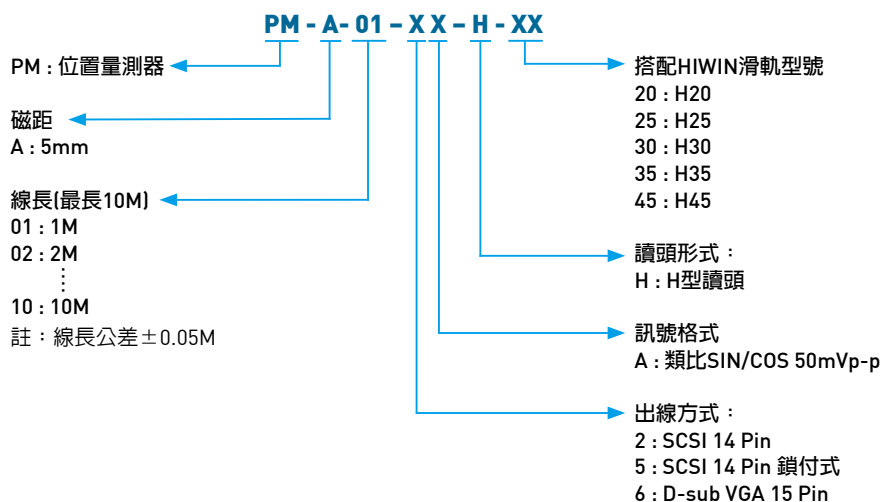 PM - A- 01 – X X – H - XX
PM : 位置量測器
磁距
A : 5mm
線長(最長10M)
01 : 1M
02 : 2M
⋮
10 : 10M
註：線長公差±0.05M
搭配HIWIN滑軌型號
20 : H20
25 : H25
30 : H30
35 : H35
45 : H45
讀頭形式：
H : H型讀頭
訊號格式
A : 類比SIN/COS 50mVp-p
出線方式：
2 : SCSI 14 Pin
5 : SCSI 14 Pin 鎖付式
6 : D-sub VGA 15 Pin